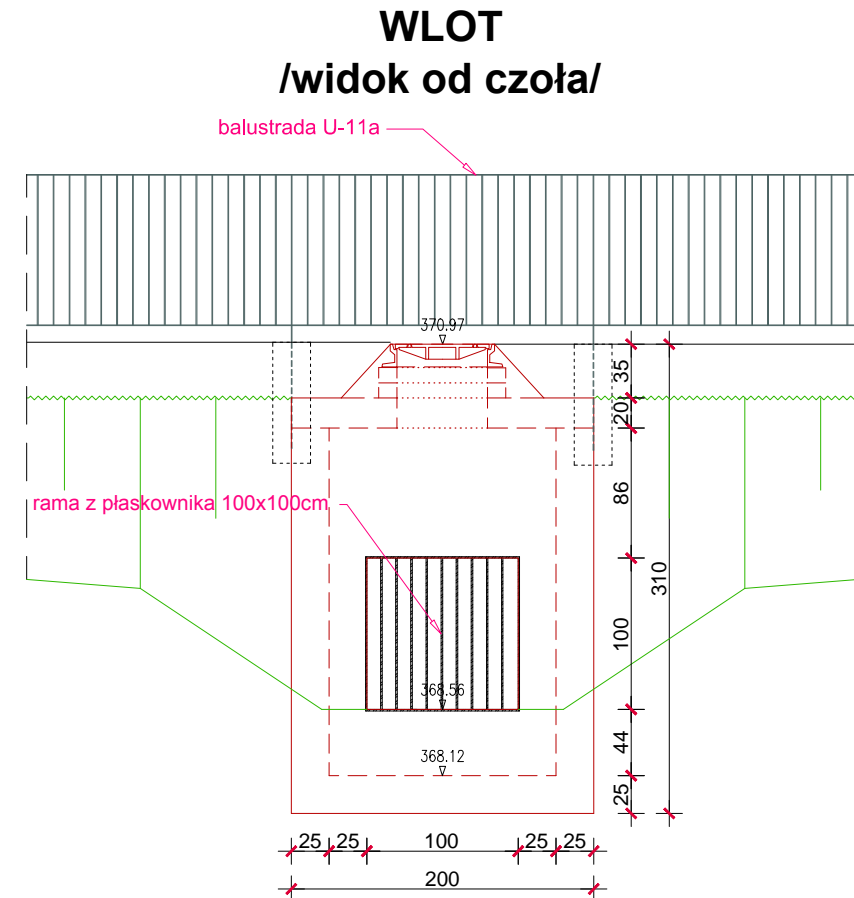 WLOT
/widok od czoła/
balustrada U-11a
370.97
35
20
86
rama z płaskownika 100x100cm
310
100
368.56
44
368.12
25
25 25 100 25 25
200